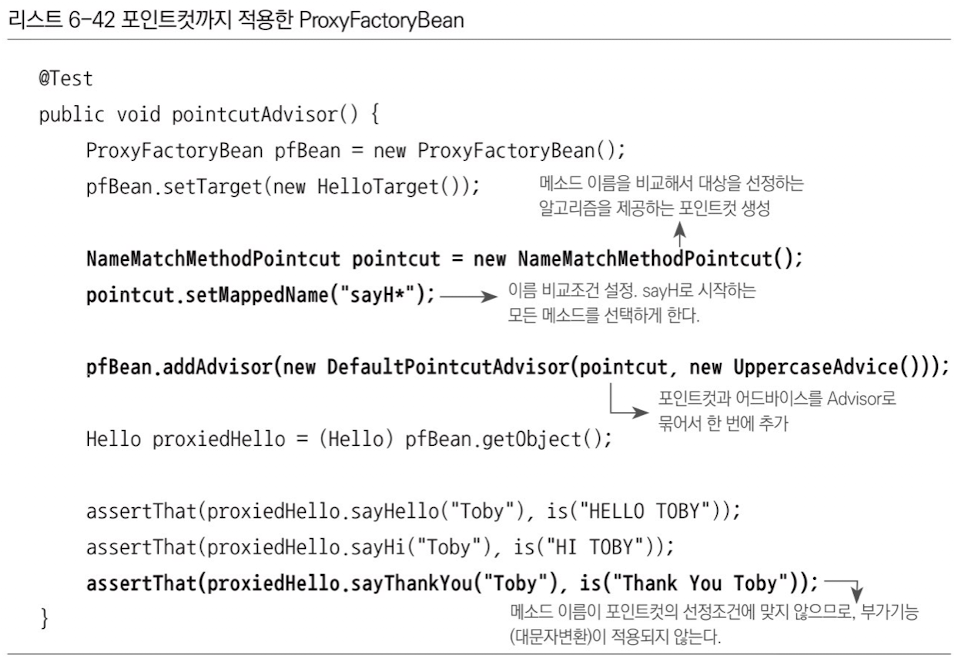 리스트 6-42 포인트컷까지 적용한 ProxyFactoryBean
@Test
public void pointcutAdvisor() {
ProxyFactoryBean pfBean = new ProxyFactoryBean();
pfBean.setTarget(new HelloTarget());
메소드 이름을 비교해서 대상을 선정하는
알고리즘을 제공하는 포인트컷 생성
NameMatchMethodPointcut pointcut = new NameMatchMethodPointcut();
pointcut.setMappedName("sayH*");
이름 비교조건 설정. sayH로 시작하는
모든 메소드를 선택하게 한다.
pfBean.addAdvisor(new DefaultPointcutAdvisor(pointcut, new UppercaseAdvice()));
포인트컷과 어드바이스를 Advisor로
묶어서 한 번에 추가
Hello proxiedHello = (Hello) pfBean.getObject();
assertThat(proxiedHello.sayHello("Toby"), is("HELLO TOBY"));
assertThat(proxiedHello.sayHi("Toby"), is("HI TOBY"));
assertThat(proxiedHello.sayThankYou("Toby"), is("Thank You Toby"));
메소드 이름이 포인트컷의 선정조건에 맞지 않으므로, 부가기능
(대문자변환)이 적용되지 않는다.
}